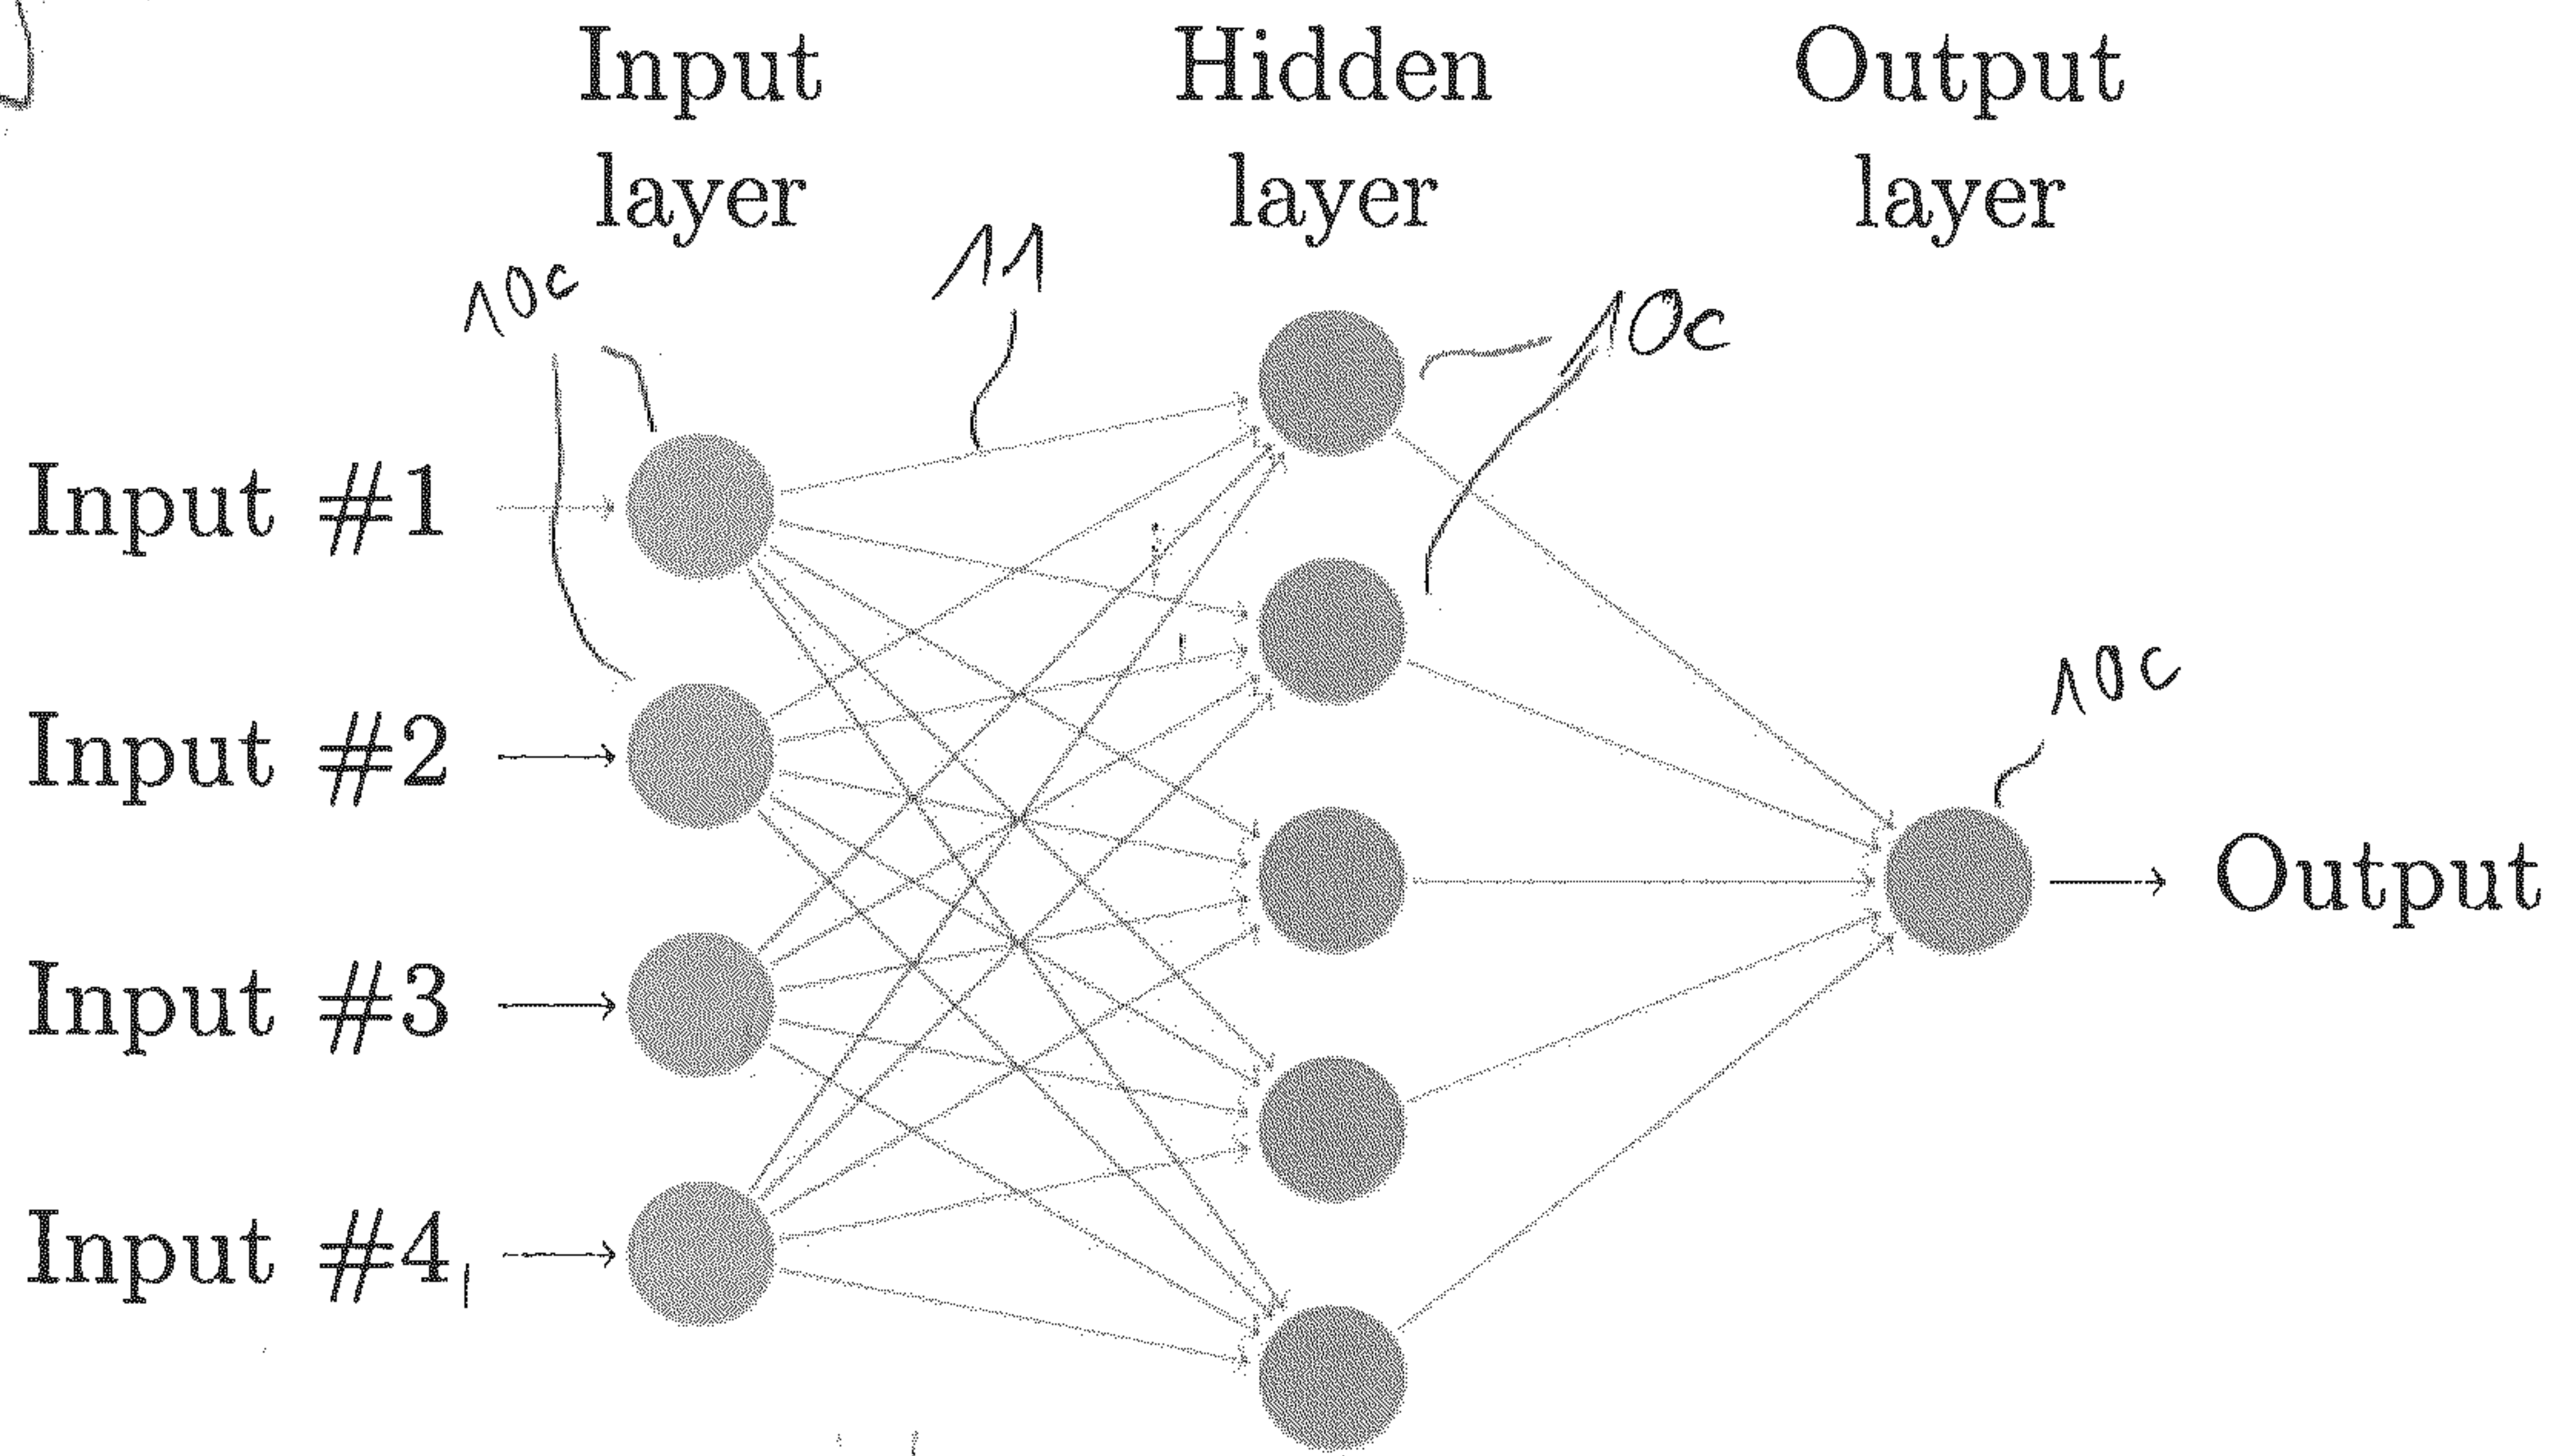 Input layer
Hidden layer
Output layer
10c
11
10c
Input #1
Input #2
10c
Output
Input #3
Input #4